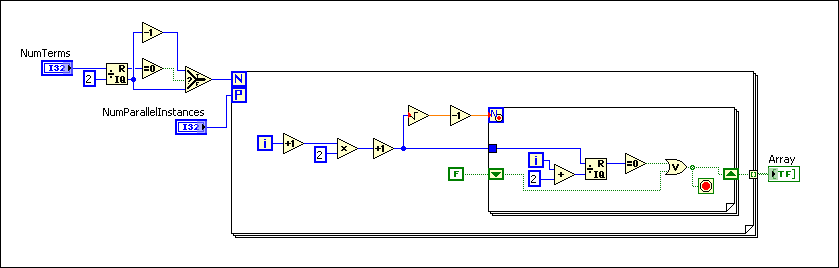 -1
NumTerms
I32
R
IQ
=0
2
?
N
P
NumParallelInstances
I32
-1
N
i
+1
2
x
+1
i
2
+
R
IQ
=0
V
F
Array
TF